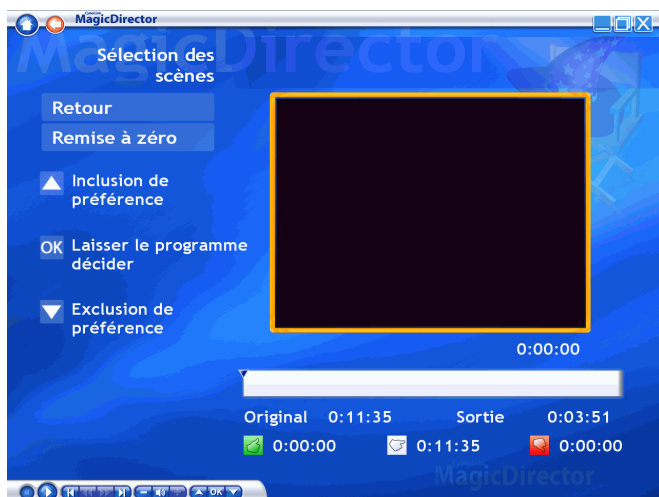 CyberLink
MagicDirector
MagicDirector
Sélection des
scènes
Retour
Remise à zéro
Inclusion de
préférence
OK Laisser le programme
décider
Exclusion de
préférence
0:00:00
Original 0:11:35 Sortie 0:03:51
0:00:00 0:11:35 0:00:00
MagicDirector
OK